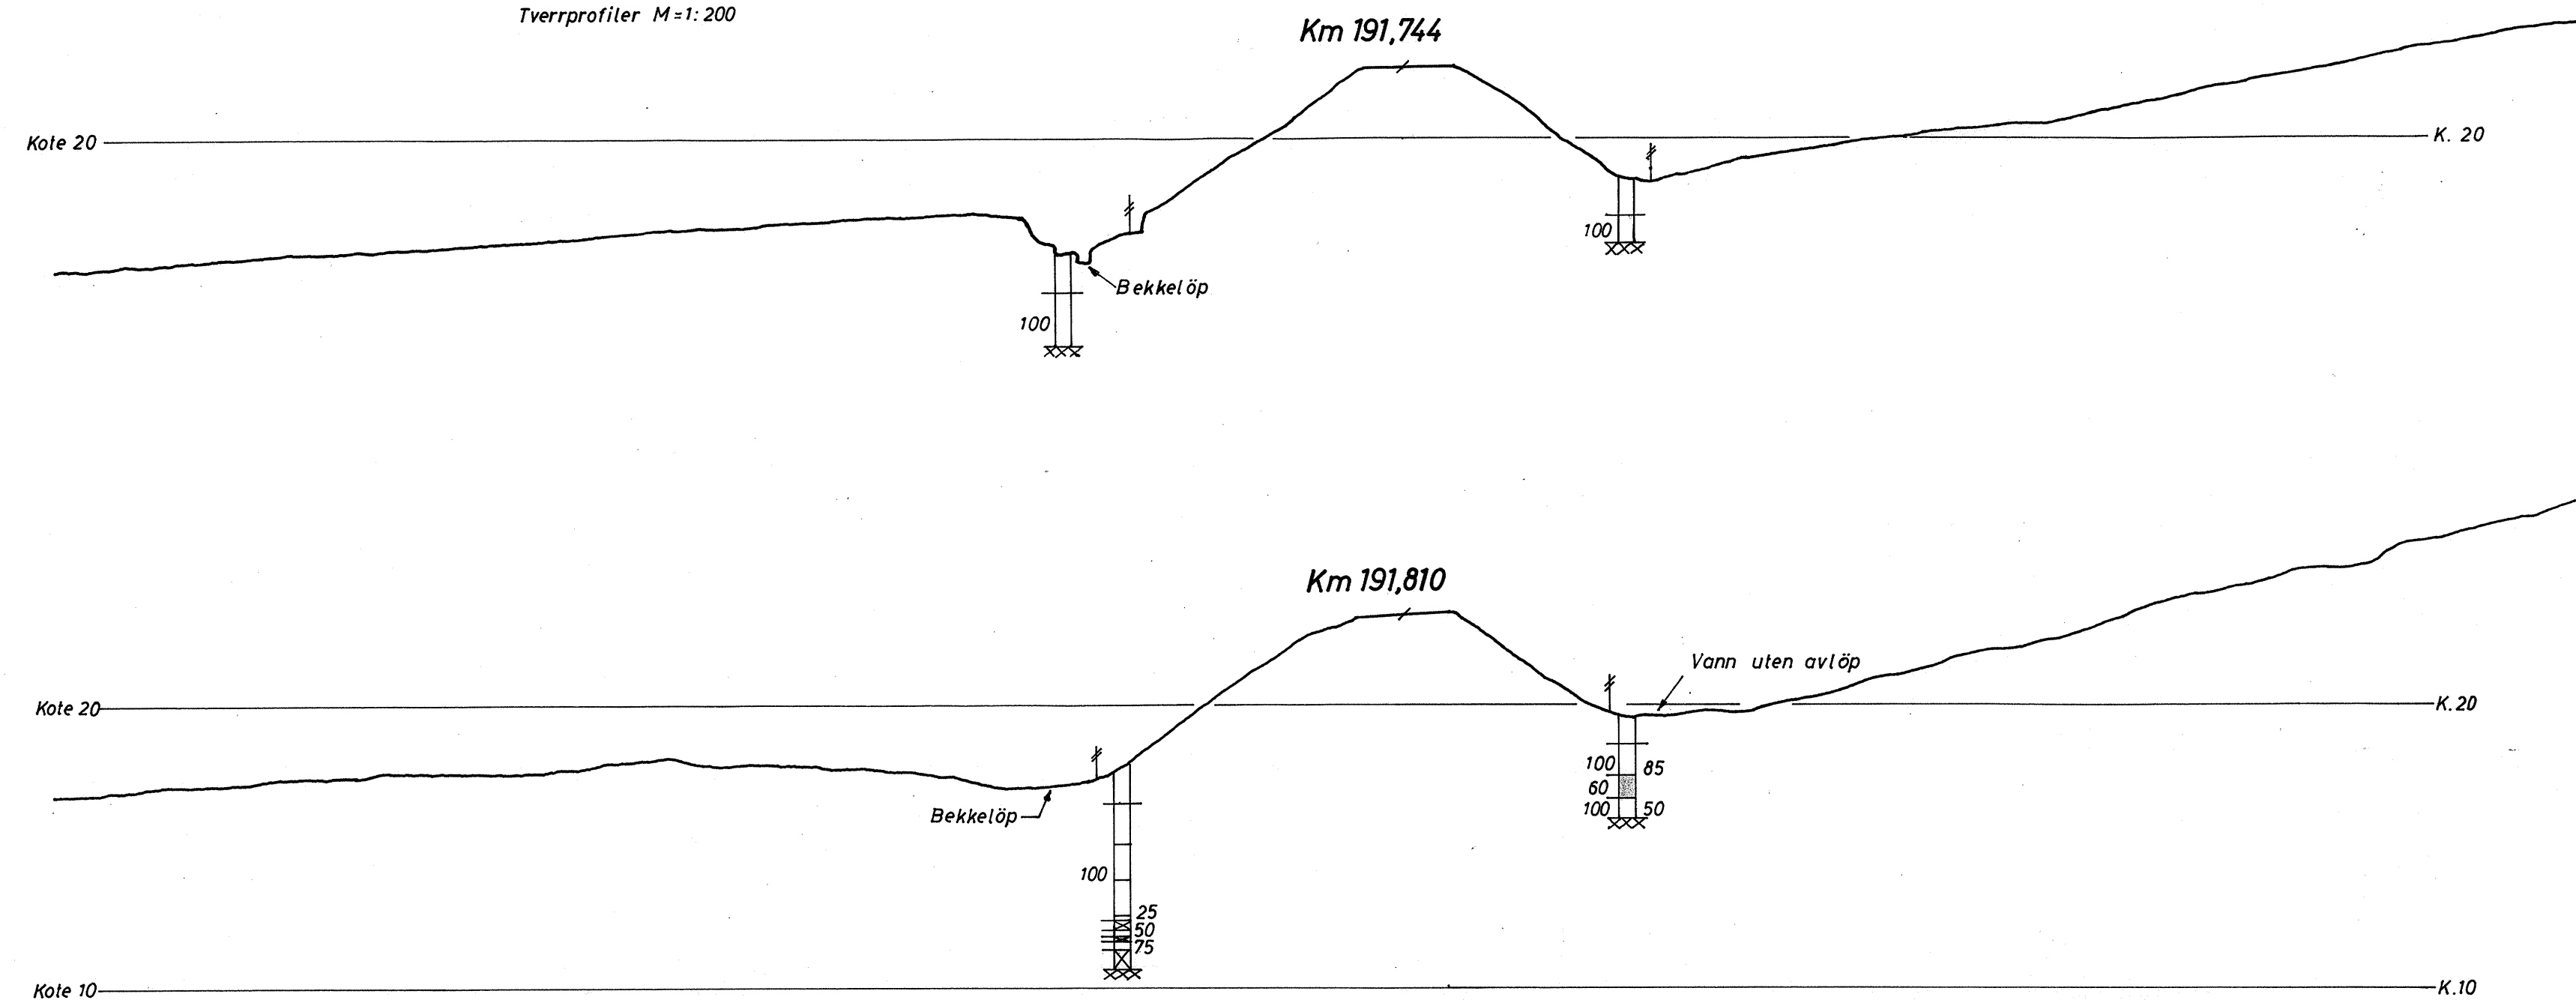 Tverrprofiler M=1:200
Km 191,744
Kote 20
K. 20
100
Bekkelöp
100
Km 191,810
Vann uten avlöp
Kote 20
K.20
100 85
60
100 50
Bekkelöp
100
25
50
75
Kote 10
K.10